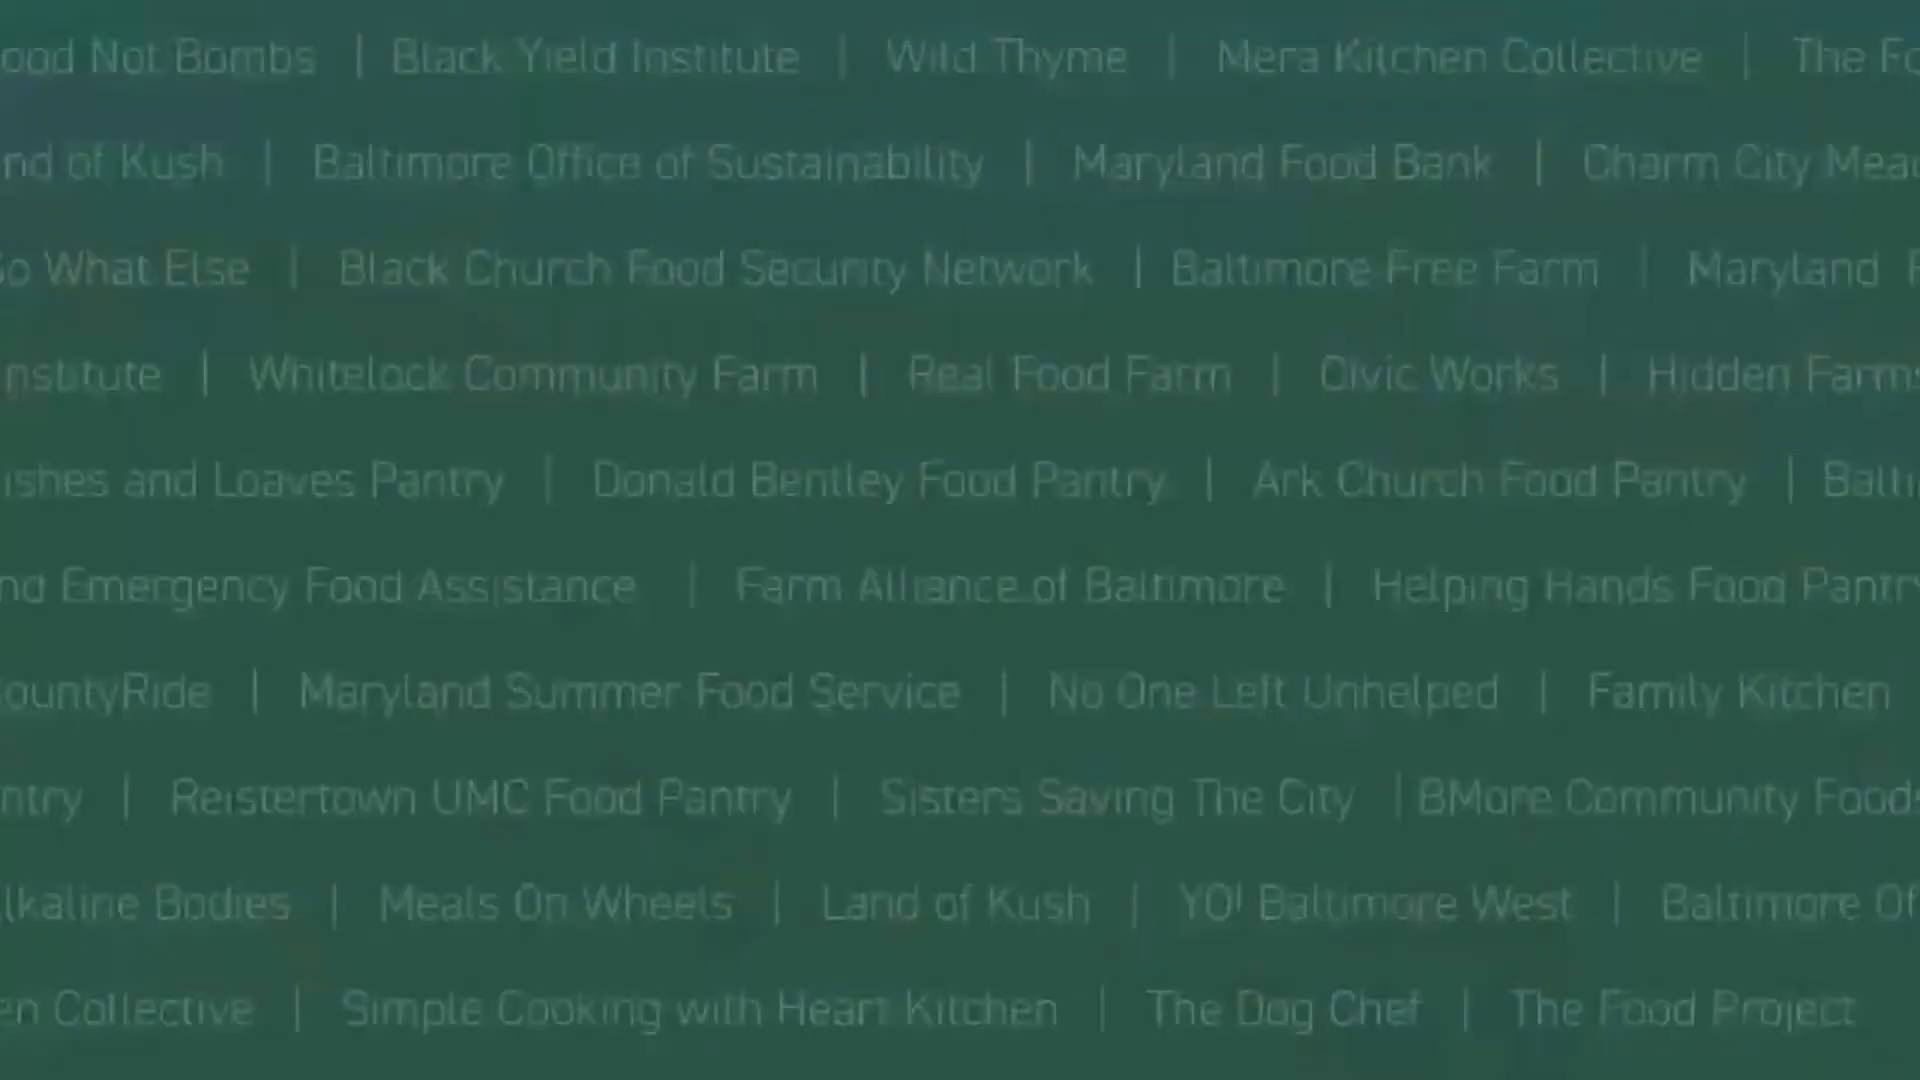 ood Not Bombs | Black Yield Institute | Wild Thyme | Mera Kitchen Collective | The Fo
nd of Kush | Baltimore Office of Sustainability | Maryland Food Bank | Charm City Mead
So What Else | Black Church Food Security Network | Baltimore Free Farm | Maryland F
nstitute | Whitelock Community Farm | Real Food Farm | Civic Works | Hidden Farms
ishes and Loaves Pantry | Donald Bentley Food Pantry | Ark Church Food Pantry | Balti
nd Emergency Food Assistance | Farm Alliance of Baltimore | Helping Hands Food Pantry
ountyRide | Maryland Summer Food Service | No One Left Unhelped | Family Kitchen
ntry | Reistertown UMC Food Pantry | Sisters Saving The City | BMore Community Foods
lkaline Bodies | Meals On Wheels | Land of Kush | YO! Baltimore West | Baltimore Of
en Collective | Simple Cooking with Heart Kitchen | The Dog Chef | The Food Project